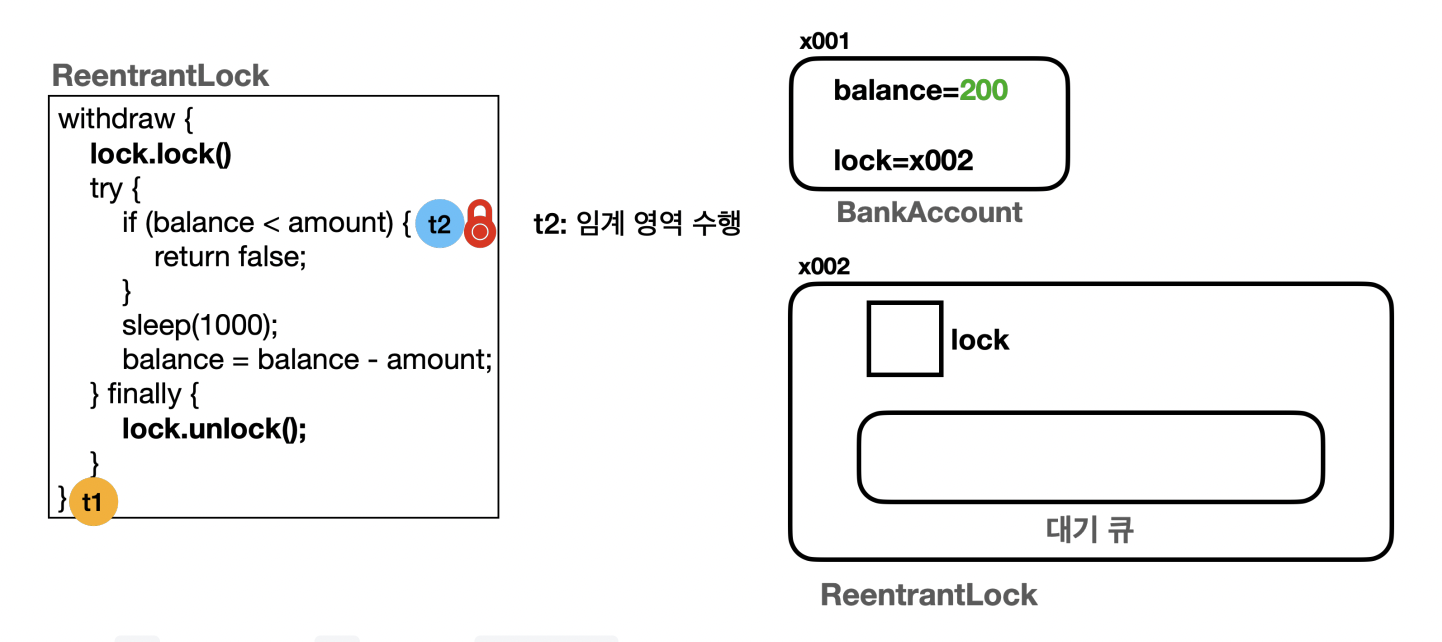 ReentrantLock
withdraw {
lock.lock()
try {
if (balance < amount) { t2
return false;
}
sleep(1000);
balance = balance - amount;
} finally {
lock.unlock();
}
} t1
t2: 임계 영역 수행
x001
balance=200
lock=x002
BankAccount
x002
lock
대기 큐
ReentrantLock